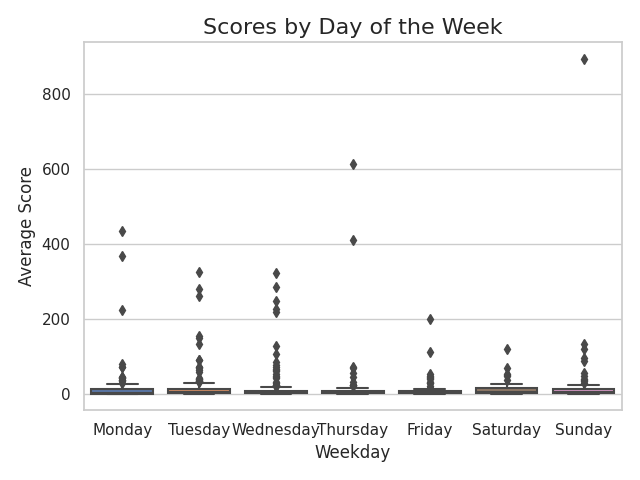 Scores by Day of the Week
Average Score
800
600
400
200
0
Monday Tuesday Wednesday Thursday Friday Saturday Sunday
Weekday